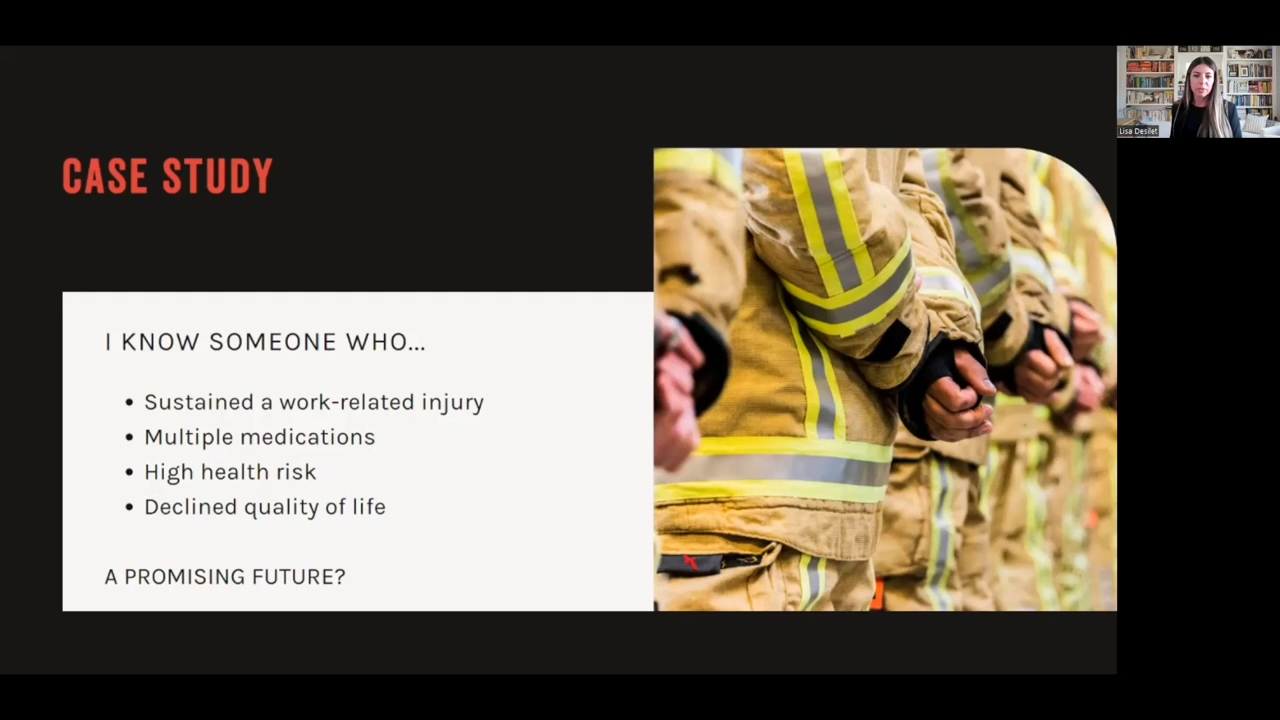 CASE STUDY
I KNOW SOMEONE WHO...
• Sustained a work-related injury
• Multiple medications
• High health risk
• Declined quality of life
A PROMISING FUTURE?
Lisa Desilet